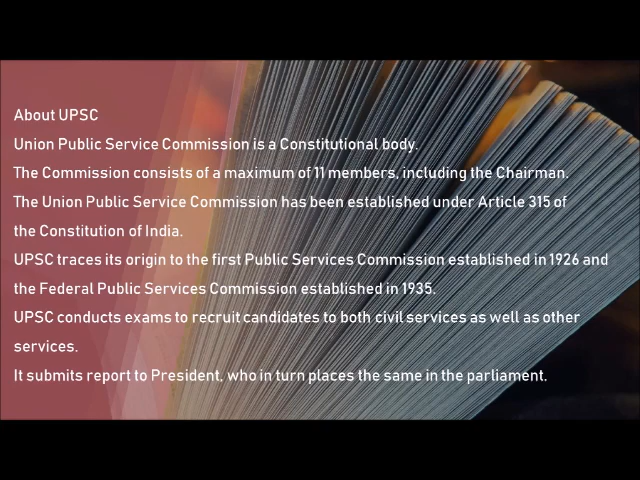 About UPSC
Union Public Service Commission is a Constitutional body.
The Commission consists of a maximum of 11 members, including the Chairman.
The Union Public Service Commission has been established under Article 315 of
the Constitution of India.
UPSC traces its origin to the first Public Services Commission established in 1926 and
the Federal Public Services Commission established in 1935.
UPSC conducts exams to recruit candidates to both civil services as well as other
services.
It submits report to President, who in turn places the same in the parliament.